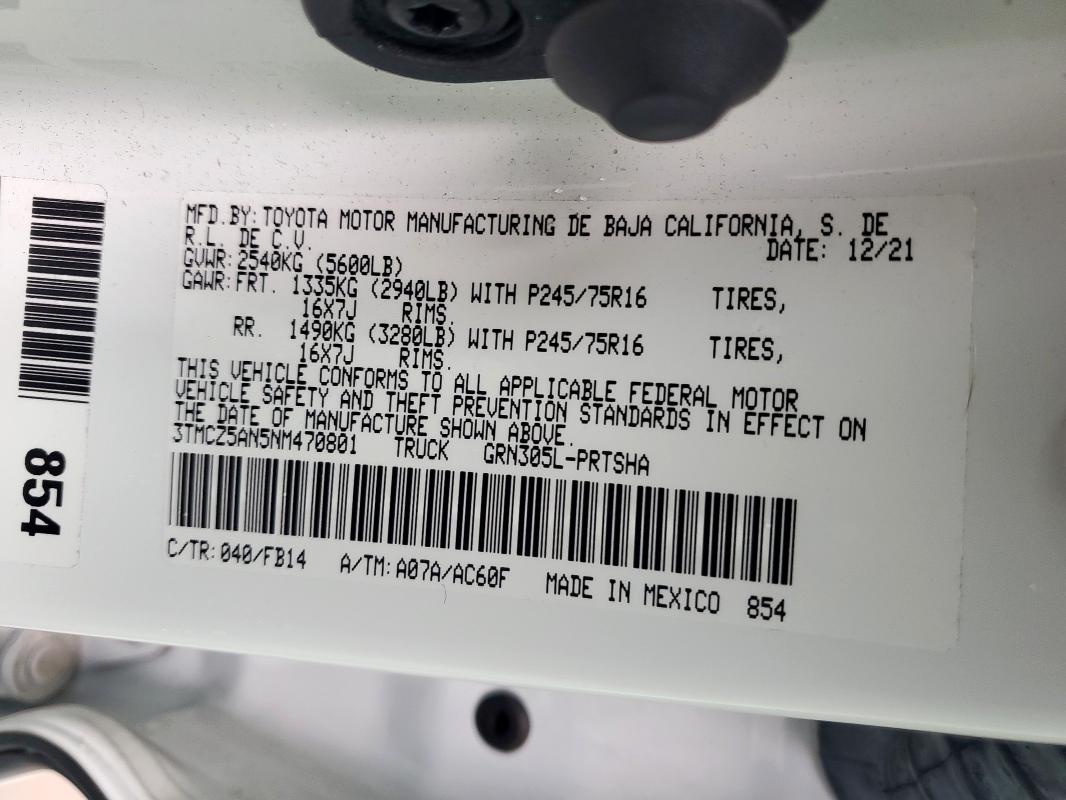 MFD.BY: TOYOTA MOTOR MANUFACTURING DE BAJA CALIFORNIA, S. DE
R.L. DE C.V. DATE: 12/21
GVWR: 2540KG (5600LB)
GAWR: FRT. 1335KG (2940LB) WITH P245/75R16 TIRES,
16X7J RIMS.
RR. 1490KG (3280LB) WITH P245/75R16 TIRES,
16X7J RIMS.
THIS VEHICLE CONFORMS TO ALL APPLICABLE FEDERAL MOTOR
VEHICLE SAFETY AND THEFT PREVENTION STANDARDS IN EFFECT ON
THE DATE OF MANUFACTURE SHOWN ABOVE.
3TMCZ5AN5NM470801 TRUCK GRN305L-PRTSHA
C/TR: 040/FB14 A/TM: A07A/AC60F MADE IN MEXICO 854
854